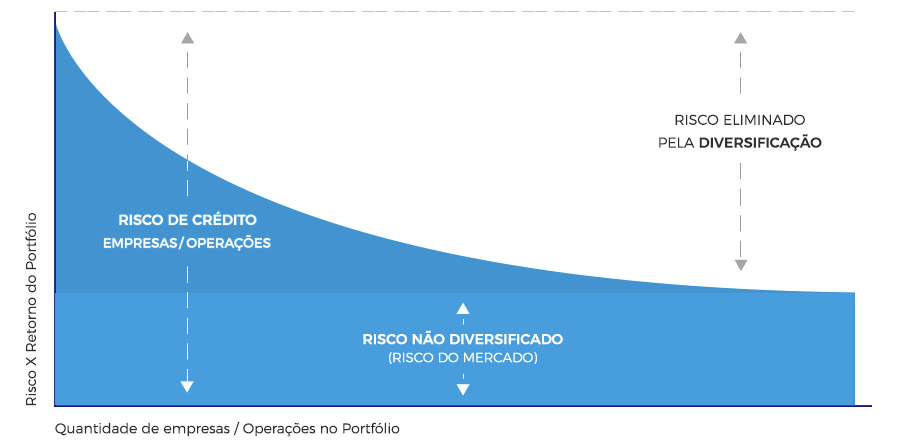 RISCO ELIMINADO
PELA DIVERSIFICAÇÃO
RISCO DE CRÉDITO
EMPRESAS / OPERAÇÕES
RISCO NÃO DIVERSIFICADO
(RISCO DO MERCADO)
Risco X Retorno do Portfólio
Quantidade de empresas / Operações no Portfólio